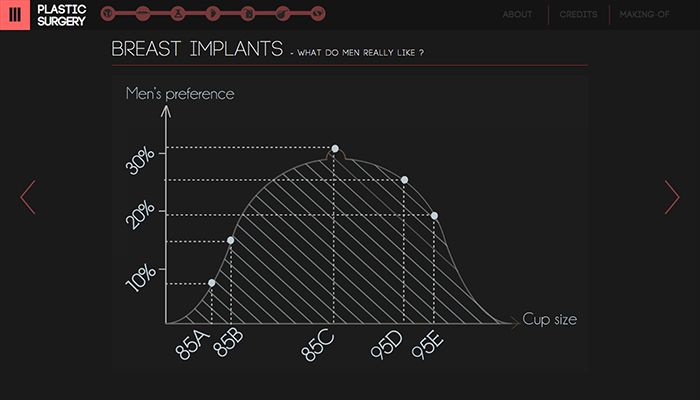 PLASTIC
SURGERY
ABOUT
CREDITS
MAKING-OF
BREAST IMPLANTS - WHAT DO MEN REALLY LIKE ?
Men's preference
30%
20%
10%
85A
85B
85C
95D
95E
Cup size